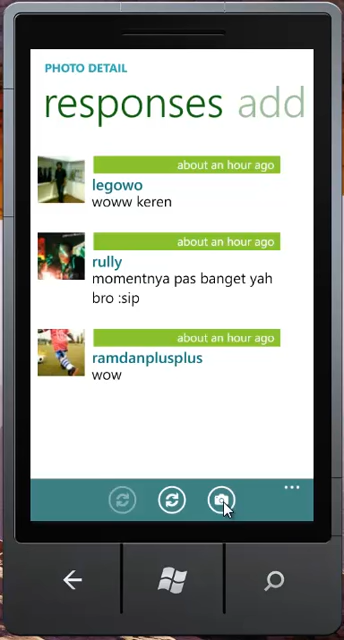 PHOTO DETAIL
responses add
about an hour ago
legowo
woww keren
about an hour ago
rully
momentnya pas banget yah
bro :sip
about an hour ago
ramdanplusplus
wow
...